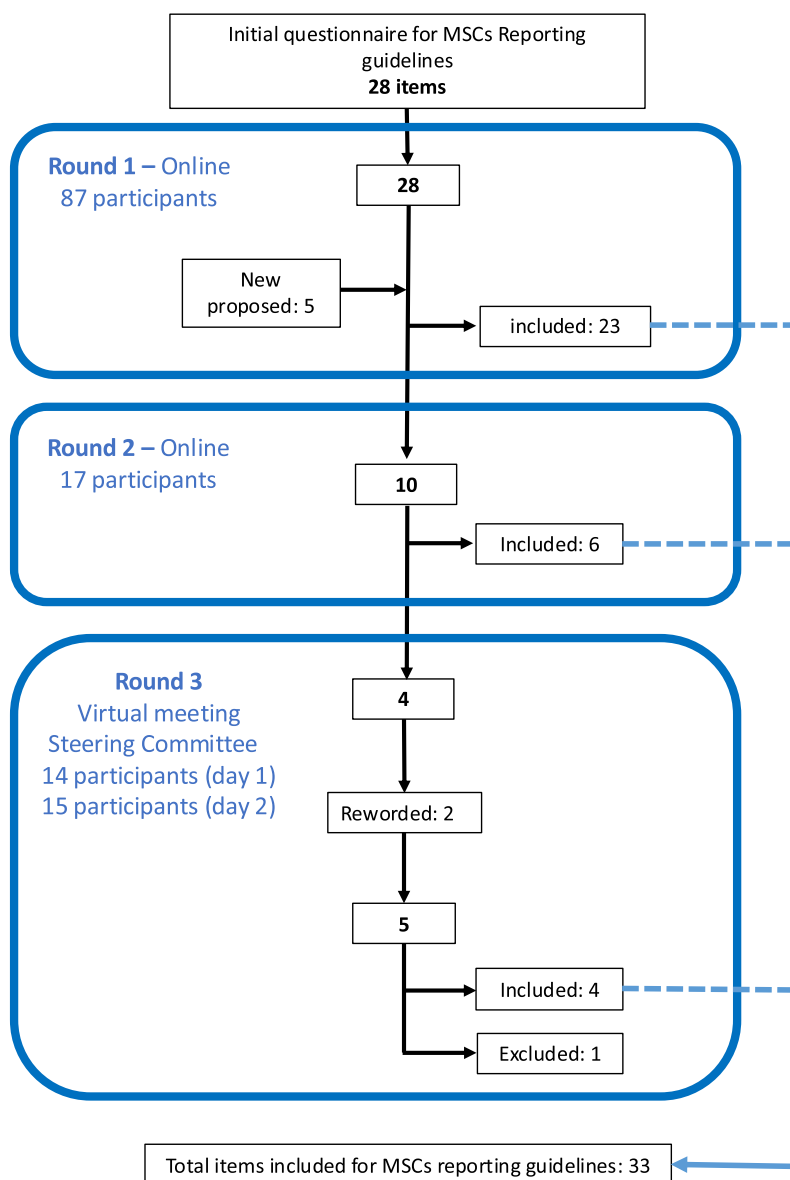 Initial questionnaire for MSCs Reporting
guidelines
28 items
Round 1 – Online
87 participants
28
New
proposed: 5
included: 23
Round 2 – Online
17 participants
10
Included: 6
Round 3
Virtual meeting
Steering Committee
14 participants (day 1)
15 participants (day 2)
4
Reworded: 2
5
Included: 4
Excluded: 1
Total items included for MSCs reporting guidelines: 33